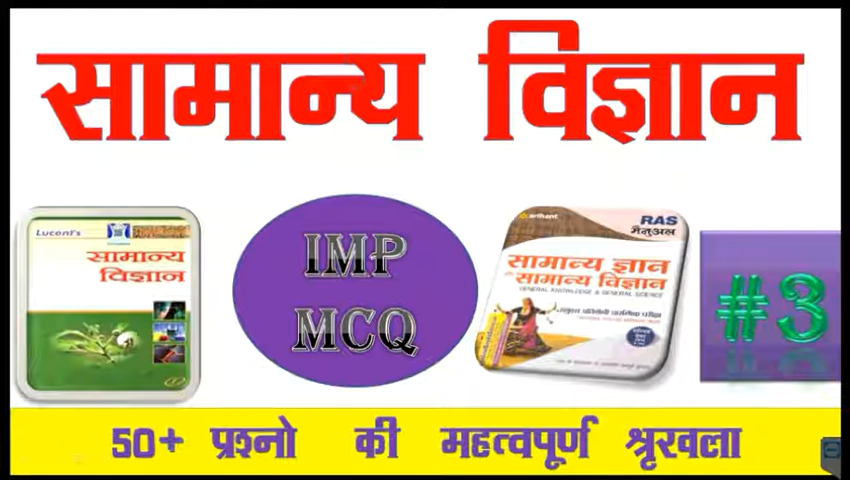 सामान्य विज्ञान
Lucent's
सामान्य
विज्ञान
IMP
MCQ
arihant
RAS
मैनुअल
सामान्य ज्ञान
सामान्य विज्ञान
GENERAL KNOWLEDGE & GENERAL SCIENCE
#3
50+ प्रश्नो की महत्वपूर्ण श्रृखला